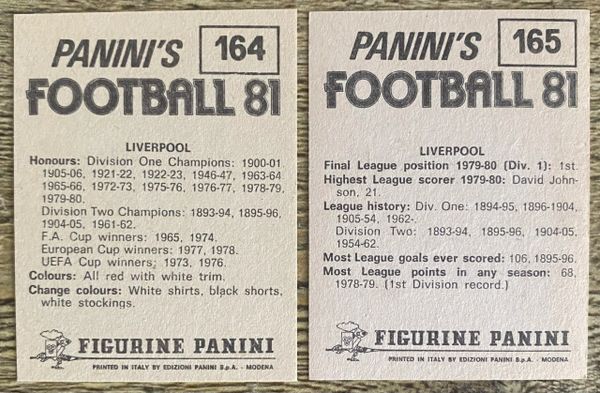 PANINI'S 164
FOOTBALL 81
LIVERPOOL
Honours: Division One Champions: 1900-01
1905-06, 1921-22, 1922-23, 1946-47, 1963-64
1965-66, 1972-73, 1975-76, 1976-77, 1978-79,
1979-80.
Division Two Champions: 1893-94, 1895-96,
1904-05, 1961-62.
F.A. Cup winners: 1965, 1974.
European Cup winners: 1977, 1978.
UEFA Cup winners; 1973, 1976.
Colours: All red with white trim.
Change colours: White shirts, black shorts,
white stockings.
FIGURINE PANINI
PRINTED IN ITALY BY EDIZIONI PANINI S.p.A. - MODENA
PANINI'S 165
FOOTBALL 81
LIVERPOOL
Final League position 1979-80 (Div. 1): 1st.
Highest League scorer 1979-80: David John-
son, 21.
League history: Div. One: 1894-95, 1896-1904,
1905-54, 1962-.
Division Two: 1893-94, 1895-96, 1904-05,
1954-62.
Most League goals ever scored: 106, 1895-96.
Most League points in any season: 68,
1978-79. (1st Division record.)
FIGURINE PANINI
PRINTED IN ITALY BY EDIZIONI PANINI S.p.A. - MODENA